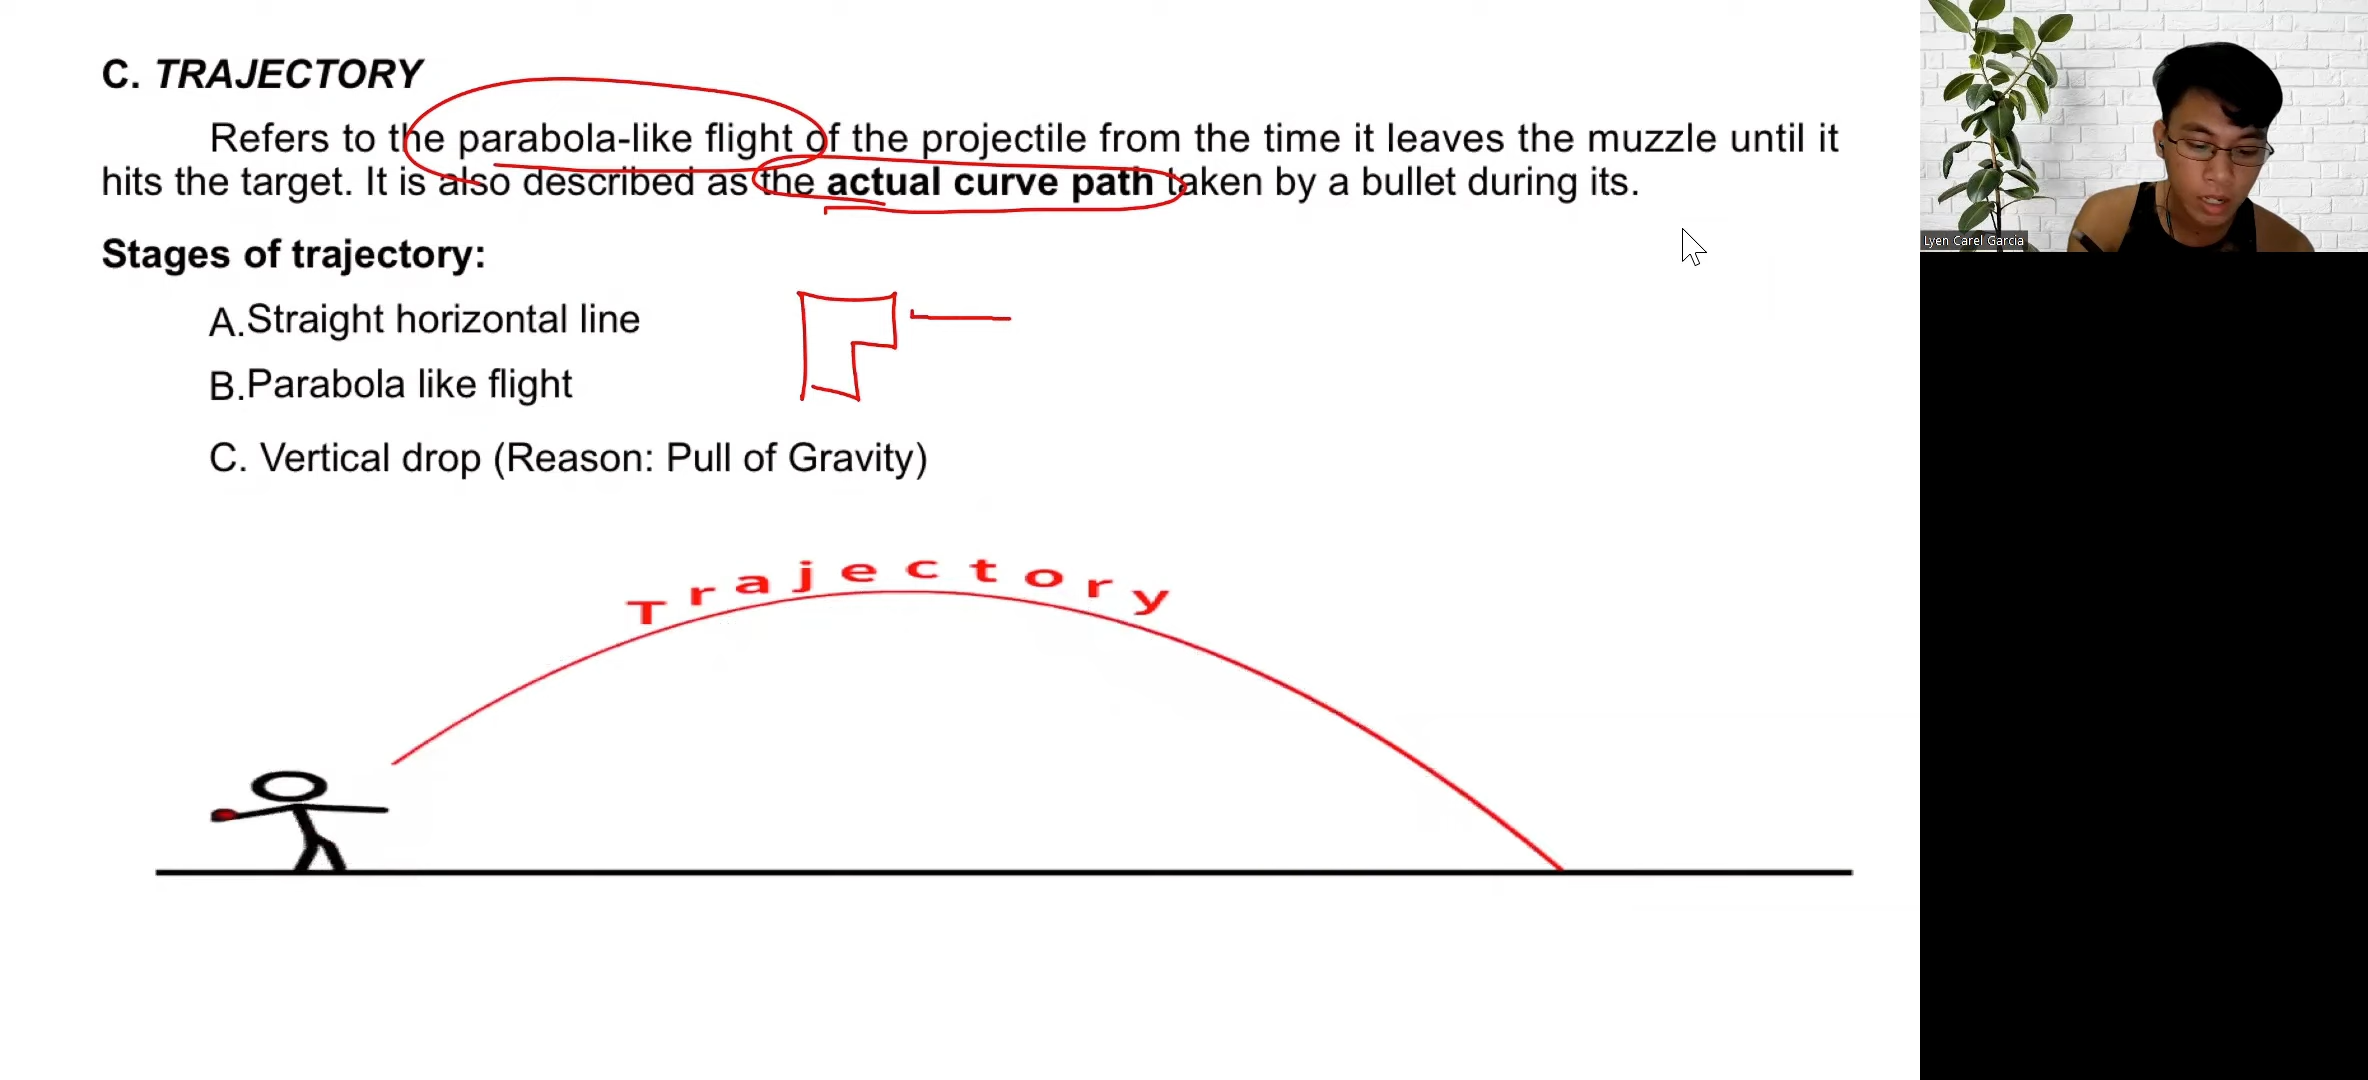 C. TRAJECTORY
Refers to the parabola-like flight of the projectile from the time it leaves the muzzle until it
hits the target. It is also described as the actual curve path taken by a bullet during its.
Stages of trajectory:
A.Straight horizontal line
B.Parabola like flight
C. Vertical drop (Reason: Pull of Gravity)
Trajectory
Lyen Carel Garcia